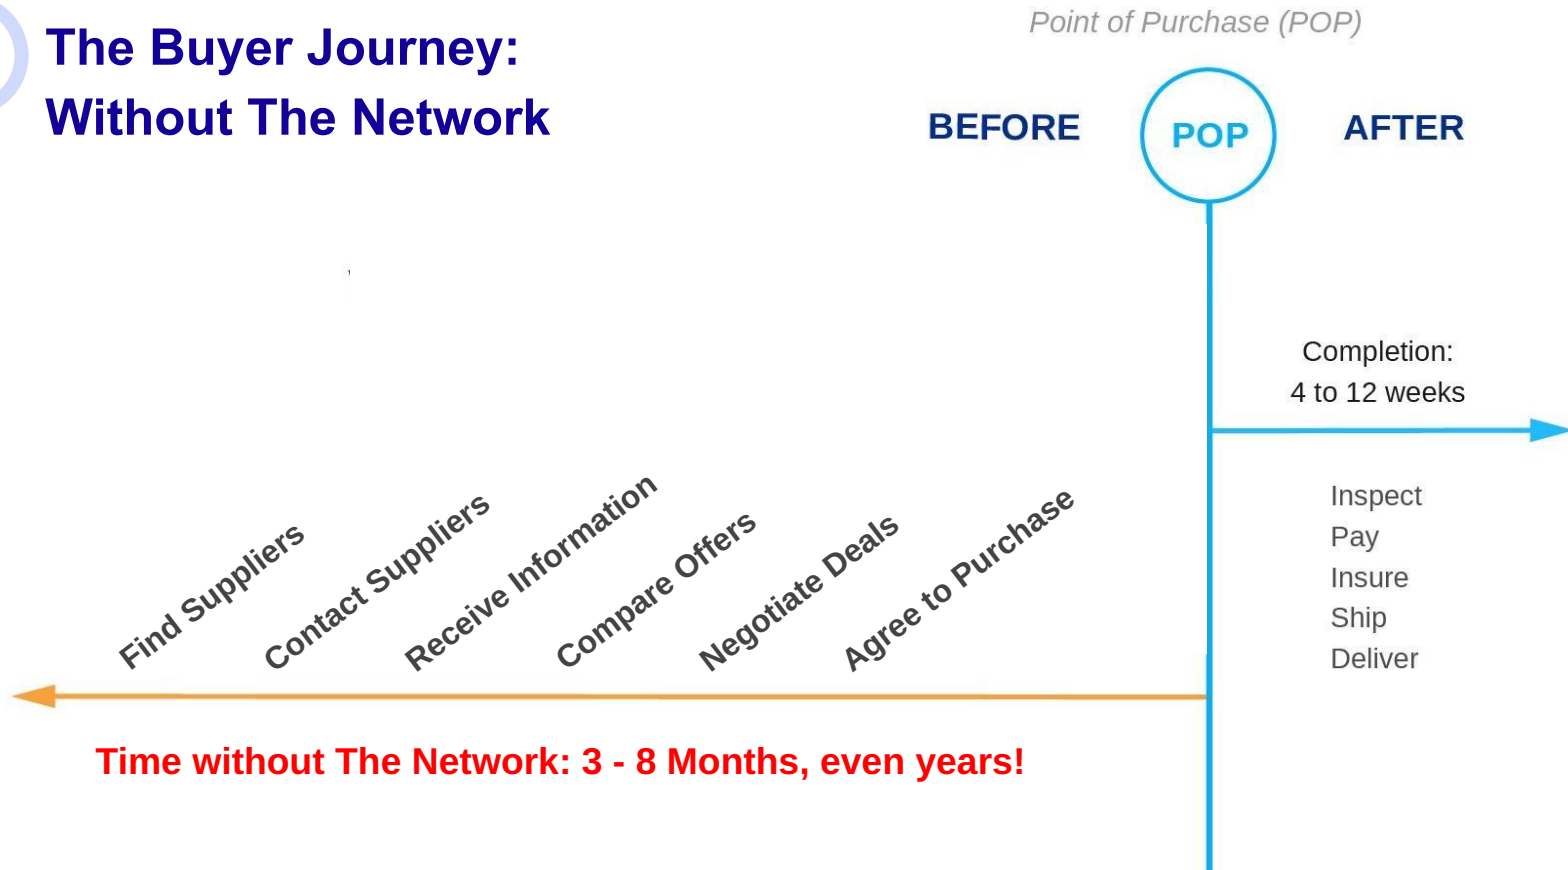 The Buyer Journey:
Without The Network
Point of Purchase (POP)
BEFORE
POP
AFTER
Completion:
4 to 12 weeks
Find Suppliers
Contact Suppliers
Receive Information
Compare Offers
Negotiate Deals
Agree to Purchase
Inspect
Pay
Insure
Ship
Deliver
Time without The Network: 3 - 8 Months, even years!